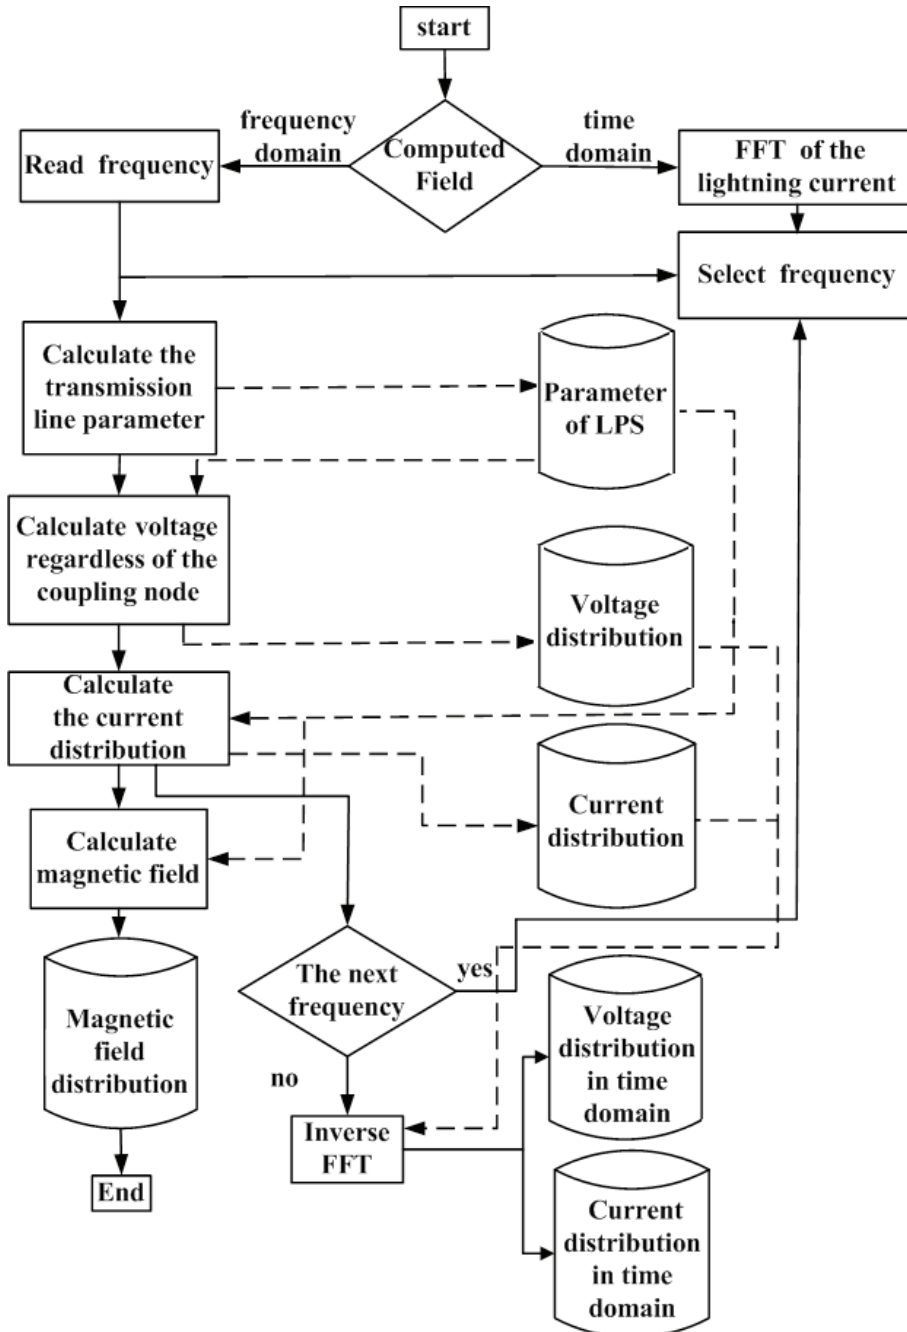 start
frequency
domain
time
domain
Computed
Field
Read frequency
FFT of the
lightning current
Select frequency
Calculate the
transmission
line parameter
Parameter
of LPS
Calculate voltage
regardless of the
coupling node
Voltage
distribution
Calculate
the current
distribution
Current
distribution
Calculate
magnetic field
The next
frequency
yes
no
Magnetic
field
distribution
Voltage
distribution
in time
domain
Inverse
FFT
End
Current
distribution
in time
domain